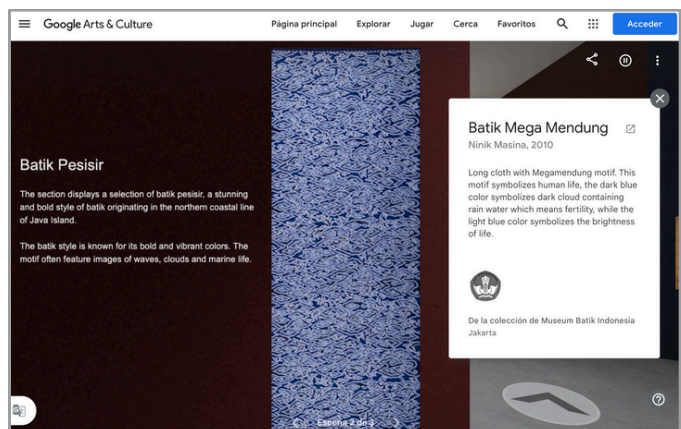 Google Arts & Culture
Página principal Explorar Jugar Cerca Favoritos Acceder
Batik Pesisir
The section displays a selection of batik pesisir, a stunning
and bold style of batik originating in the northern coastal line
of Java Island.
The batik style is known for its bold and vibrant colors. The
motif often feature images of waves, clouds and marine life.
Batik Mega Mendung
Ninik Masina, 2010
Long cloth with Megamendung motif. This
motif symbolizes human life, the dark blue
color symbolizes dark cloud containing
rain water which means fertility, while the
light blue color symbolizes the brightness
of life.
De la colección de Museum Batik Indonesia
Jakarta
Escena 2 de 3